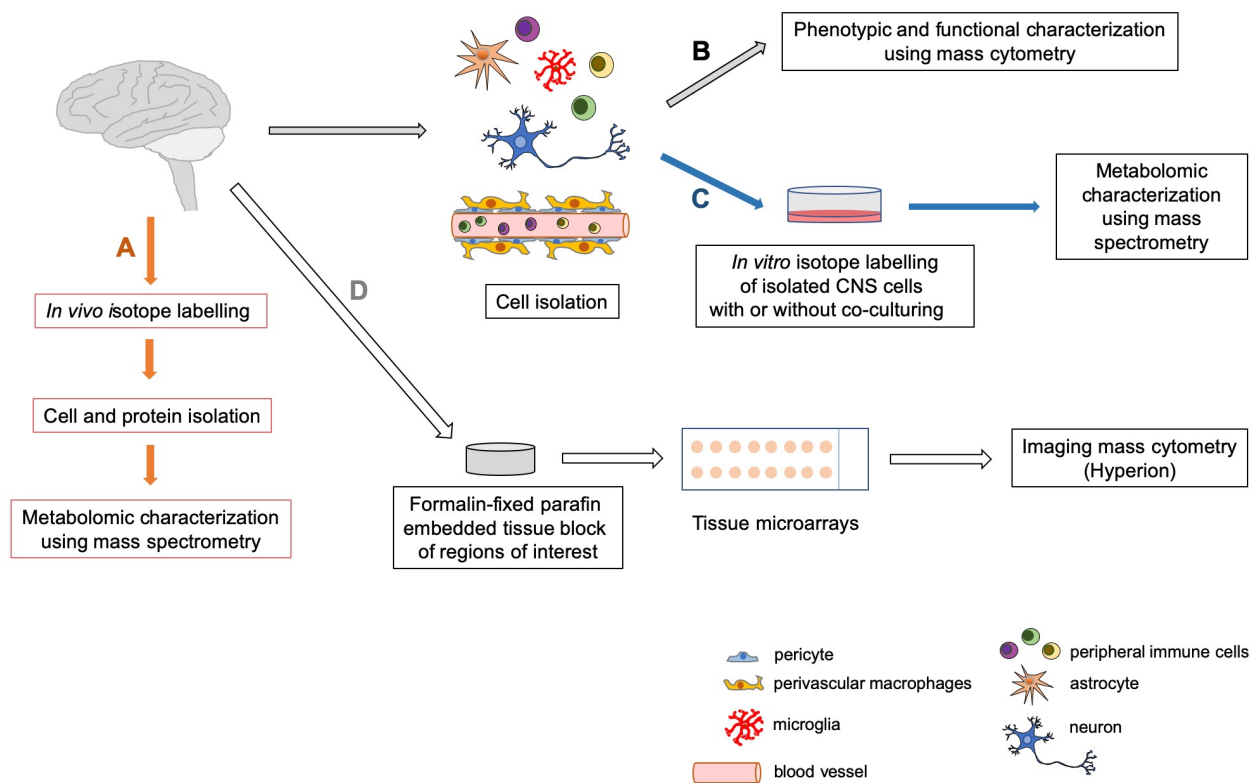 B
Phenotypic and functional characterization
using mass cytometry
A
In vivo isotope labelling
Cell and protein isolation
Metabolomic characterization
using mass spectrometry
Cell isolation
C
In vitro isotope labelling
of isolated CNS cells
with or without co-culturing
Metabolomic
characterization
using mass
spectrometry
D
Formalin-fixed parafin
embedded tissue block
of regions of interest
Tissue microarrays
Imaging mass cytometry
(Hyperion)
pericyte
perivascular macrophages
microglia
blood vessel
peripheral immune cells
astrocyte
neuron